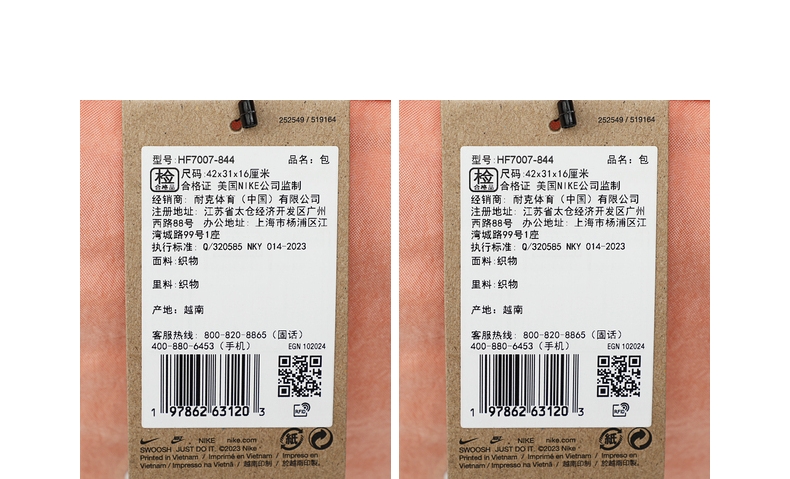 252549 / 519164
型号:HF7007-844 品名: 包
检 合格品
尺码:42x31x16厘米
合格证 美国NIKE公司监制
经销商: 耐克体育（中国）有限公司
注册地址: 江苏省太仓经济开发区广州
西路88号 办公地址: 上海市杨浦区江
湾城路99号1座
执行标准: Q/320585 NKY 014-2023
面料:织物
里料:织物
产地: 越南
客服热线: 800-820-8865（固话）
400-880-6453（手机） EGN 102024
1 97862 63120 3
RFID
NIKE nike.com
紙
SWOOSH JUST DO IT. ©2023 Nike
Printed in Vietnam / Imprimé en Vietnam / Impreso en
Vietnam / Impresso na Vietnã / 越南印刷 / 於越南印製。
252549 / 519164
型号:HF7007-844 品名: 包
检 合格品
尺码:42x31x16厘米
合格证 美国NIKE公司监制
经销商: 耐克体育（中国）有限公司
注册地址: 江苏省太仓经济开发区广州
西路88号 办公地址: 上海市杨浦区江
湾城路99号1座
执行标准: Q/320585 NKY 014-2023
面料:织物
里料:织物
产地: 越南
客服热线: 800-820-8865（固话）
400-880-6453（手机） EGN 102024
1 97862 63120 3
RFID
NIKE nike.com
紙
SWOOSH JUST DO IT. ©2023 Nike
Printed in Vietnam / Imprimé en Vietnam / Impreso en
Vietnam / Impresso na Vietnã / 越南印刷 / 於越南印製。